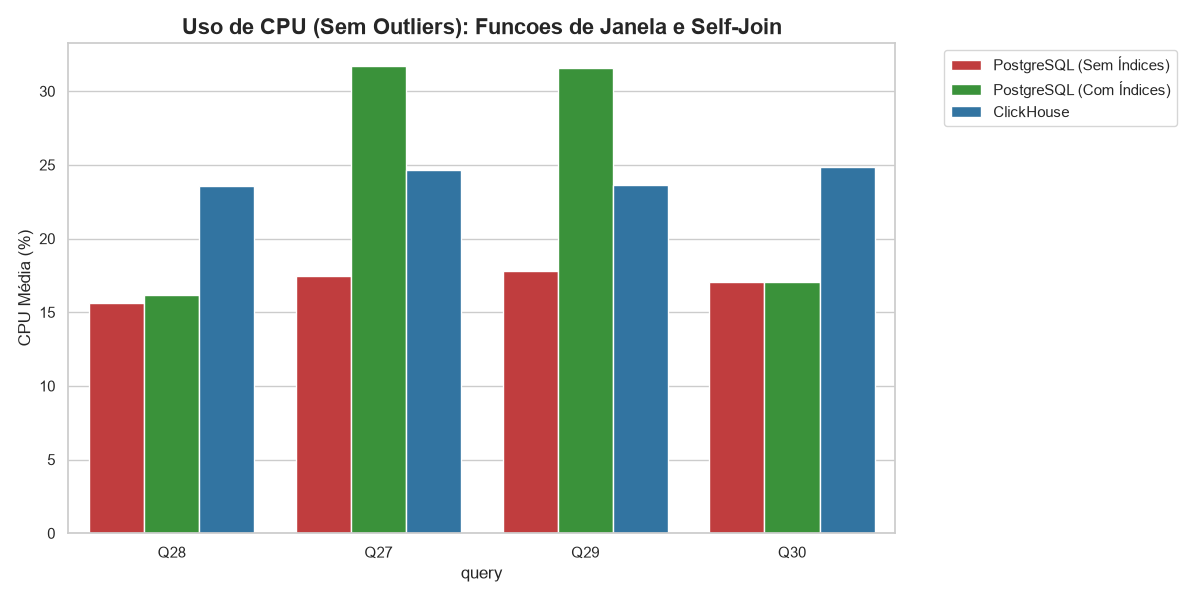 Uso de CPU (Sem Outliers): Funcoes de Janela e Self-Join
PostgreSQL (Sem Índices)
PostgreSQL (Com Índices)
ClickHouse
CPU Média (%)
30
25
20
15
10
5
0
Q28
Q27
Q29
Q30
query